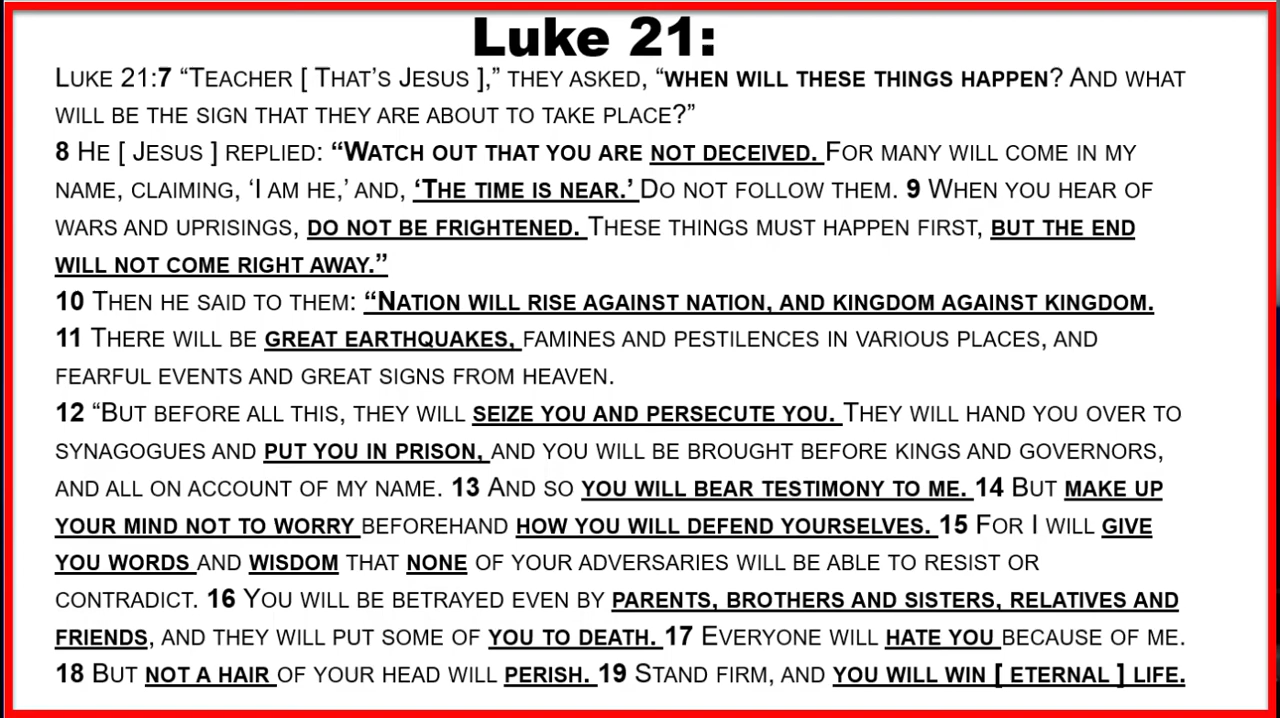 Luke 21:
Luke 21:7 “Teacher [ That’s Jesus ],” they asked, “when will these things happen? And what
will be the sign that they are about to take place?”
8 He [ Jesus ] replied: “Watch out that you are not deceived. For many will come in my
name, claiming, ‘I am he,’ and, ‘The time is near.’ Do not follow them. 9 When you hear of
wars and uprisings, do not be frightened. These things must happen first, but the end
will not come right away.”
10 Then he said to them: “Nation will rise against nation, and kingdom against kingdom.
11 There will be great earthquakes, famines and pestilences in various places, and
fearful events and great signs from heaven.
12 “But before all this, they will seize you and persecute you. They will hand you over to
synagogues and put you in prison, and you will be brought before kings and governors,
and all on account of my name. 13 And so you will bear testimony to me. 14 But make up
your mind not to worry beforehand how you will defend yourselves. 15 For I will give
you words and wisdom that none of your adversaries will be able to resist or
contradict. 16 You will be betrayed even by parents, brothers and sisters, relatives and
friends, and they will put some of you to death. 17 Everyone will hate you because of me.
18 But not a hair of your head will perish. 19 Stand firm, and you will win [ eternal ] life.